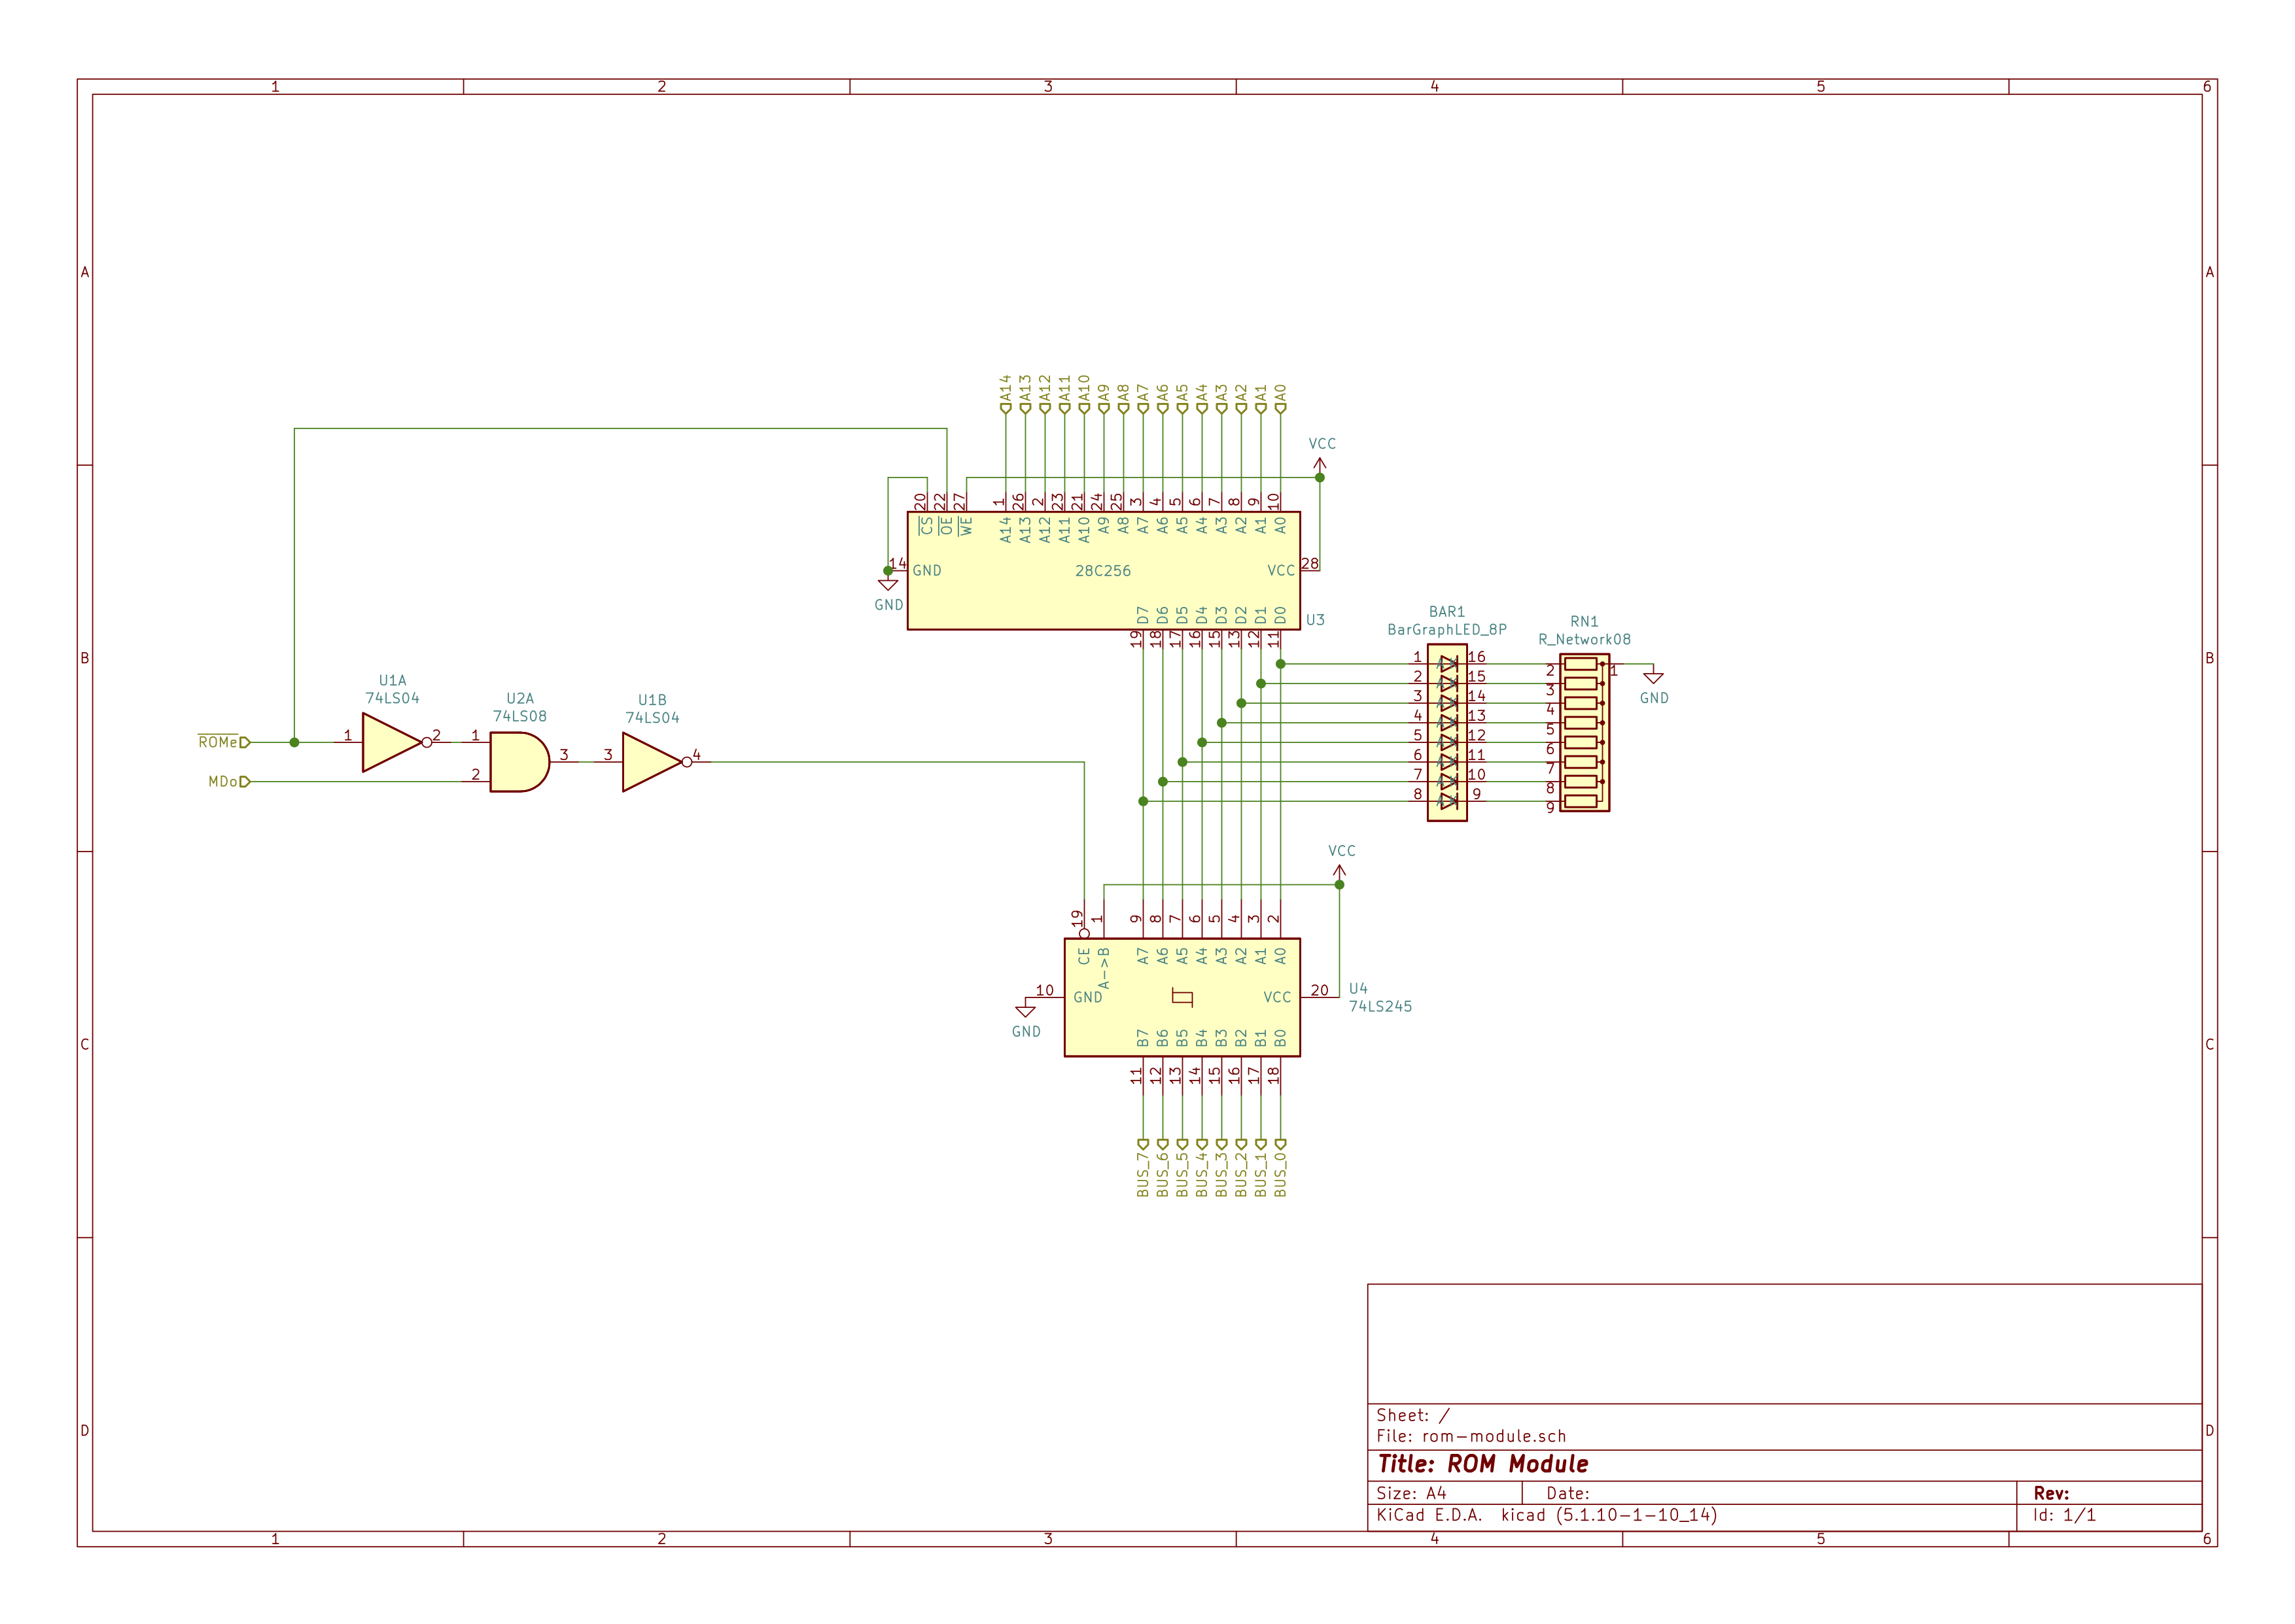 1 2 3 4 5 6
A A
A14 A13 A12 A11 A10 A9 A8 A7 A6 A5 A4 A3 A2 A1 A0
VCC
20 22 27 1 26 2 23 21 24 25 3 4 5 6 7 8 9 10
CS OE WE A14 A13 A12 A11 A10 A9 A8 A7 A6 A5 A4 A3 A2 A1 A0
14 GND 28C256 VCC 28
GND
D7 D6 D5 D4 D3 D2 D1 D0 U3
19 18 17 16 15 13 12 11
BAR1
BarGraphLED_8P
RN1
R_Network08
B B
1 16 2 1
2 15 3
3 14 4
4 13 5
5 12 6
6 11 7
7 10 8
8 9 9
GND
U1A
74LS04
U2A
74LS08
U1B
74LS04
ROMe 1 2 1
3 3 4
MDo 2
VCC
19 1 9 8 7 6 5 4 3 2
CE A->B A7 A6 A5 A4 A3 A2 A1 A0
10 GND VCC 20
U4
74LS245
GND
B7 B6 B5 B4 B3 B2 B1 B0
C C
11 12 13 14 15 16 17 18
BUS_7 BUS_6 BUS_5 BUS_4 BUS_3 BUS_2 BUS_1 BUS_0
D D
Sheet: /
File: rom-module.sch
Title: ROM Module
Size: A4 Date: Rev:
KiCad E.D.A. kicad (5.1.10-1-10_14) Id: 1/1
1 2 3 4 5 6